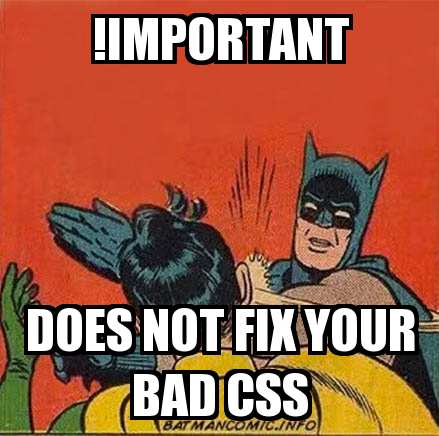 !IMPORTANT
DOES NOT FIX YOUR
BAD CSS
BATMANCOMIC.INFO